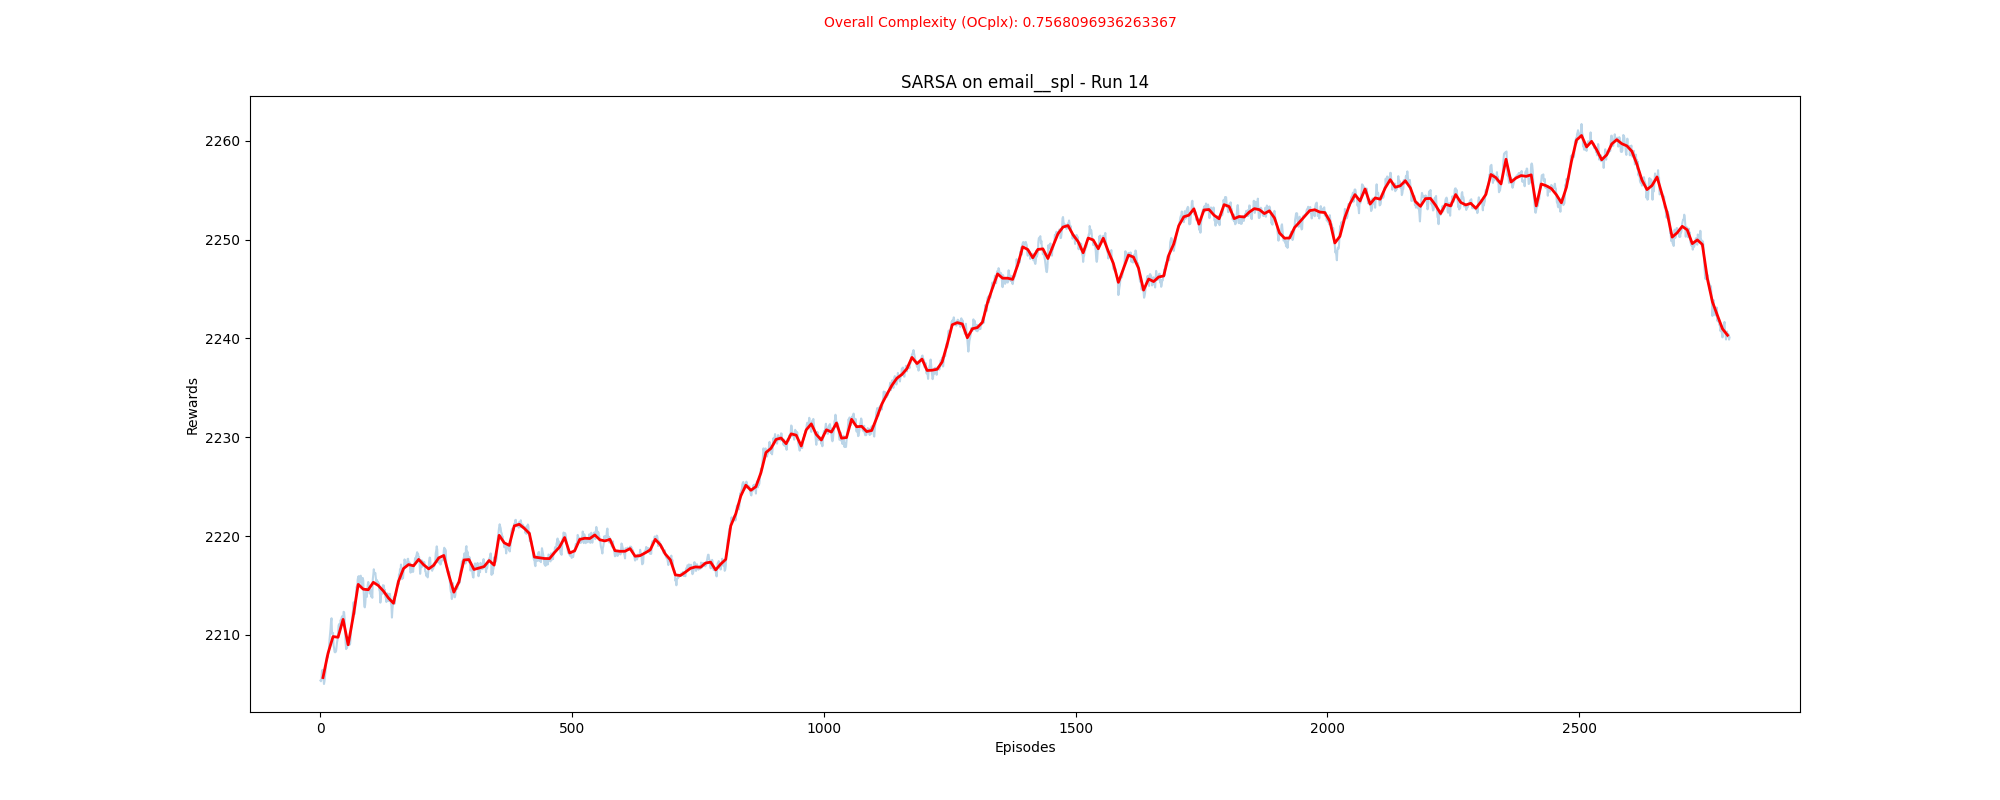 Overall Complexity (OCplx): 0.7568096936263367
SARSA on email__spl - Run 14
2260
2250
2240
2230
2220
2210
Rewards
0 500 1000 1500 2000 2500
Episodes